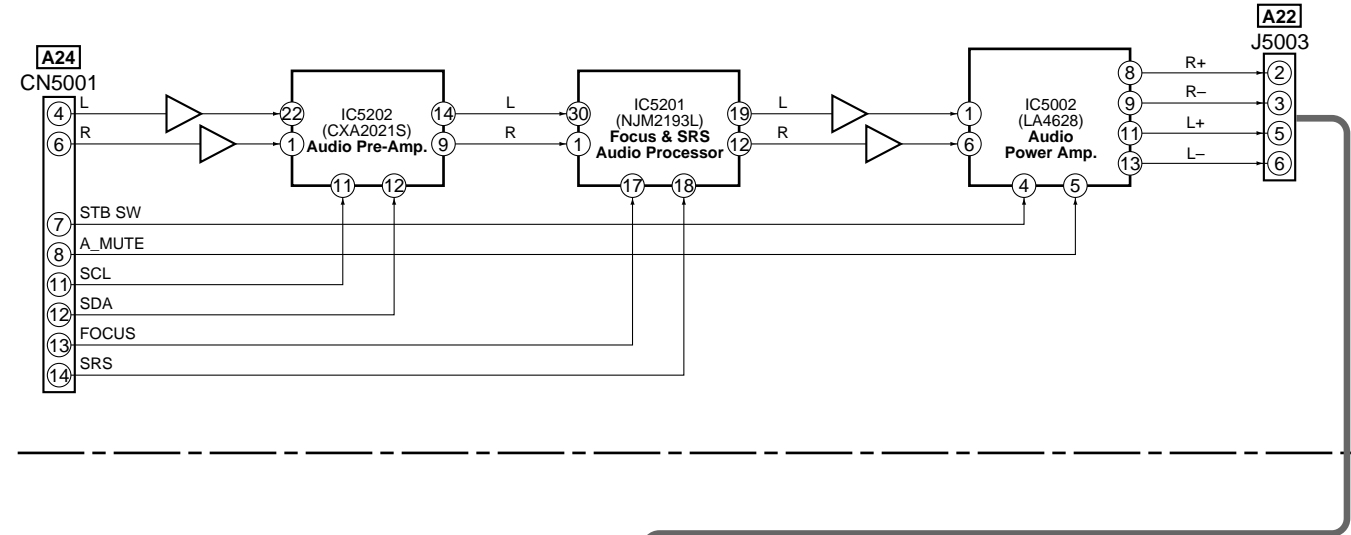 A22
J5003
A24
CN5001
4 L
6 R
22
1
IC5202
(CXA2021S)
Audio Pre-Amp.
14
9
11
12
L
R
30
1
IC5201
(NJM2193L)
Focus & SRS
Audio Processor
19
12
17
18
L
R
1
6
IC5002
(LA4628)
Audio
Power Amp.
8
9
11
13
4
5
R+
R–
L+
L–
2
3
5
6
7 STB SW
8 A_MUTE
11 SCL
12 SDA
13 FOCUS
14 SRS